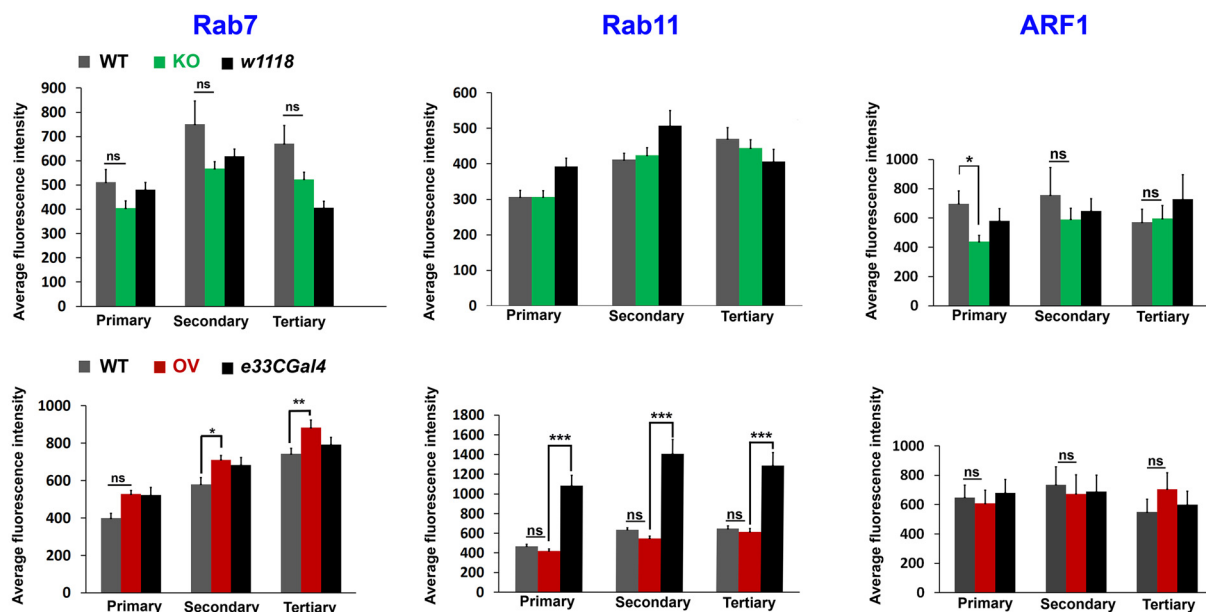 Rab7 Rab11 ARF1
WT KO w1118
Average fluorescence intensity
900
800
700
600
500
400
300
200
100
0
ns
ns
ns
Primary Secondary Tertiary
Average fluorescence intensity
600
500
400
300
200
100
0
Primary Secondary Tertiary
Average fluorescence intensity
1000
800
600
400
200
0
*
ns
ns
Primary Secondary Tertiary
WT OV e33CGal4
Average fluorescence intensity
1000
800
600
400
200
0
ns
*
**
Primary Secondary Tertiary
Average fluorescence intensity
1800
1600
1400
1200
1000
800
600
400
200
0
ns
***
ns
***
ns
***
Primary Secondary Tertiary
Average fluorescence intensity
1000
800
600
400
200
0
ns
ns
ns
Primary Secondary Tertiary